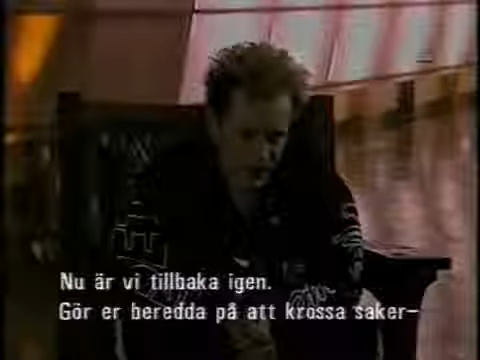 Nu är vi tillbaka igen.
Gör er beredda på att krossa saker-